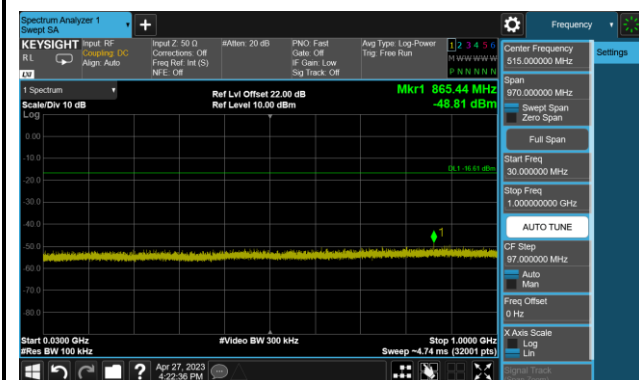 Spectrum Analyzer 1
Swept SA
+
Frequency
KEYSIGHT
RL
LXI
Input: RF
Coupling: DC
Align: Auto
Input Z: 50 Ω
Corrections: Off
Freq Ref: Int (S)
NFE: Off
#Atten: 20 dB
PNO: Fast
Gate: Off
IF Gain: Low
Sig Track: Off
Avg Type: Log-Power
Trig: Free Run
1 2 3 4 5 6
M W W W W W
P N N N N N
1 Spectrum
Scale/Div 10 dB
Log
Ref Lvl Offset 22.00 dB
Ref Level 10.00 dBm
Mkr1 865.44 MHz
-48.81 dBm
0.00
-10.0
-20.0
-30.0
-40.0
-50.0
-60.0
-70.0
-80.0
DL1 -16.61 dBm
1
Start 0.0300 GHz
#Res BW 100 kHz
#Video BW 300 kHz
Stop 1.0000 GHz
Sweep ~4.74 ms (32001 pts)
Center Frequency
515.000000 MHz
Span
970.000000 MHz
Swept Span
Zero Span
Full Span
Start Freq
30.000000 MHz
Stop Freq
1.000000000 GHz
AUTO TUNE
CF Step
97.000000 MHz
Auto
Man
Freq Offset
0 Hz
X Axis Scale
Log
Lin
Signal Track
Settings
?
Apr 27, 2023
4:22:36 PM